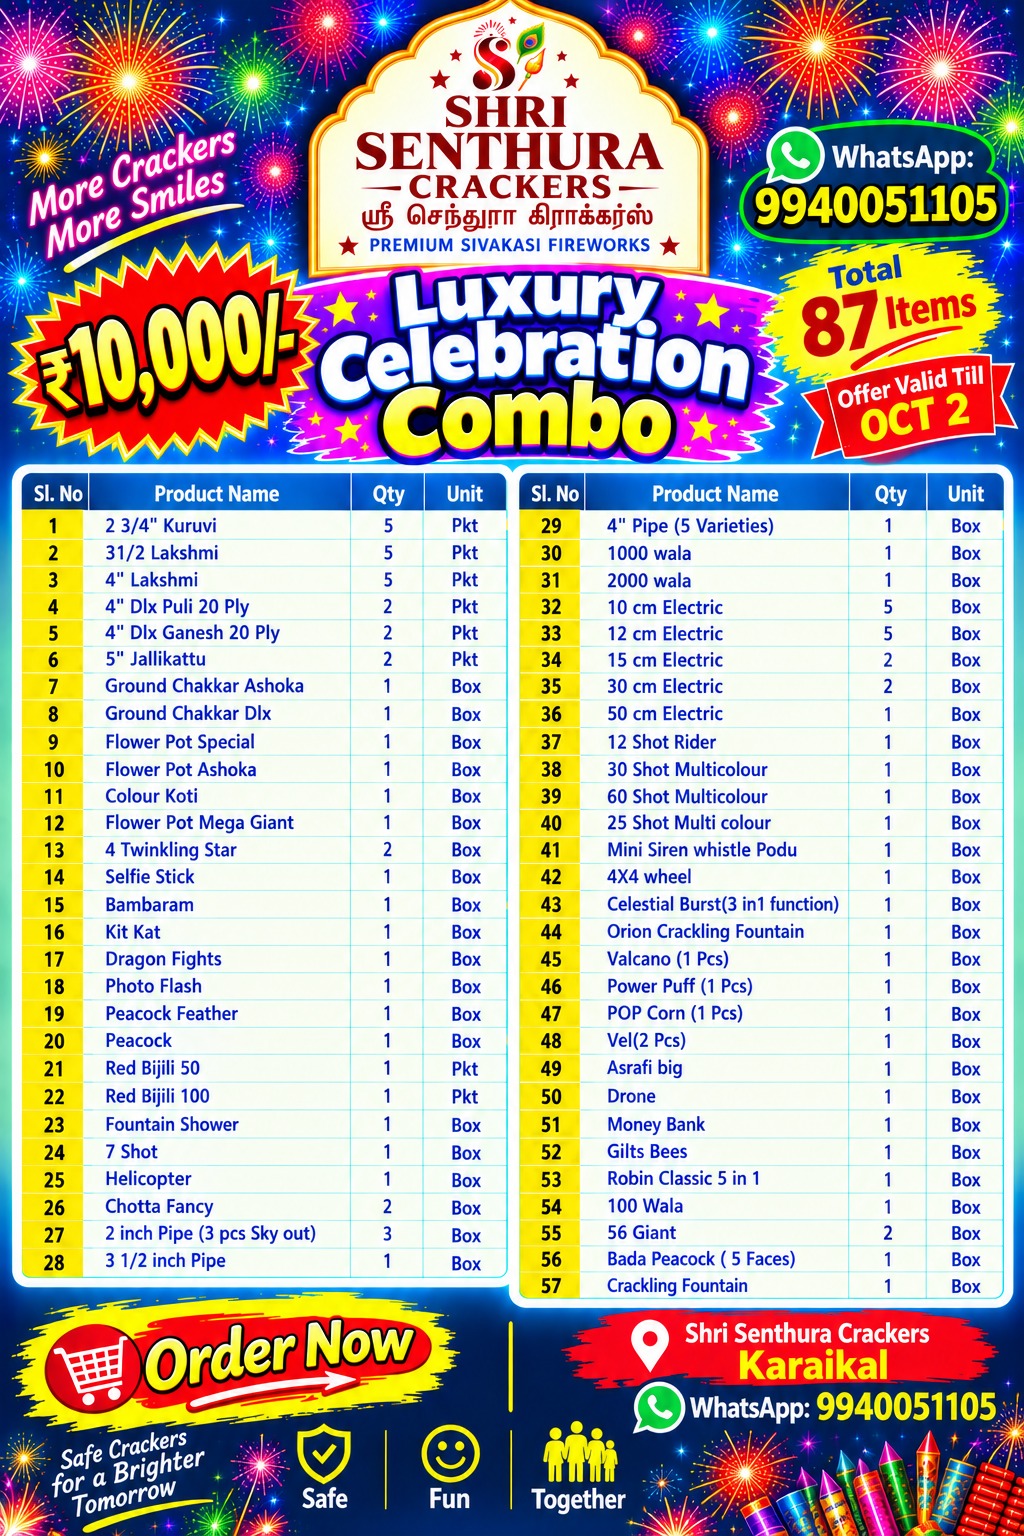 SHRI
SENTHURA
CRACKERS
ஸ்ரீ செந்தூரா கிராக்கர்ஸ்
PREMIUM SIVAKASI FIREWORKS
More Crackers
More Smiles
WhatsApp:
9940051105
₹10,000/-
Luxury
Celebration
Combo
Total
87 Items
Offer Valid Till
OCT 2
Sl. No Product Name Qty Unit
1 2 3/4" Kuruvi 5 Pkt
2 31/2 Lakshmi 5 Pkt
3 4" Lakshmi 5 Pkt
4 4" Dlx Puli 20 Ply 2 Pkt
5 4" Dlx Ganesh 20 Ply 2 Pkt
6 5" Jallikattu 2 Pkt
7 Ground Chakkar Ashoka 1 Box
8 Ground Chakkar Dlx 1 Box
9 Flower Pot Special 1 Box
10 Flower Pot Ashoka 1 Box
11 Colour Koti 1 Box
12 Flower Pot Mega Giant 1 Box
13 4 Twinkling Star 2 Box
14 Selfie Stick 1 Box
15 Bambaram 1 Box
16 Kit Kat 1 Box
17 Dragon Fights 1 Box
18 Photo Flash 1 Box
19 Peacock Feather 1 Box
20 Peacock 1 Box
21 Red Bijili 50 1 Pkt
22 Red Bijili 100 1 Pkt
23 Fountain Shower 1 Box
24 7 Shot 1 Box
25 Helicopter 1 Box
26 Chotta Fancy 2 Box
27 2 inch Pipe (3 pcs Sky out) 3 Box
28 3 1/2 inch Pipe 1 Box
Sl. No Product Name Qty Unit
29 4" Pipe (5 Varieties) 1 Box
30 1000 wala 1 Box
31 2000 wala 1 Box
32 10 cm Electric 5 Box
33 12 cm Electric 5 Box
34 15 cm Electric 2 Box
35 30 cm Electric 2 Box
36 50 cm Electric 1 Box
37 12 Shot Rider 1 Box
38 30 Shot Multicolour 1 Box
39 60 Shot Multicolour 1 Box
40 25 Shot Multi colour 1 Box
41 Mini Siren whistle Podu 1 Box
42 4X4 wheel 1 Box
43 Celestial Burst(3 in1 function) 1 Box
44 Orion Crackling Fountain 1 Box
45 Valcano (1 Pcs) 1 Box
46 Power Puff (1 Pcs) 1 Box
47 POP Corn (1 Pcs) 1 Box
48 Vel(2 Pcs) 1 Box
49 Asrafi big 1 Box
50 Drone 1 Box
51 Money Bank 1 Box
52 Gilts Bees 1 Box
53 Robin Classic 5 in 1 1 Box
54 100 Wala 1 Box
55 56 Giant 2 Box
56 Bada Peacock ( 5 Faces) 1 Box
57 Crackling Fountain 1 Box
Order Now
Shri Senthura Crackers
Karaikal
WhatsApp: 9940051105
Safe Crackers
for a Brighter
Tomorrow
Safe
Fun
Together